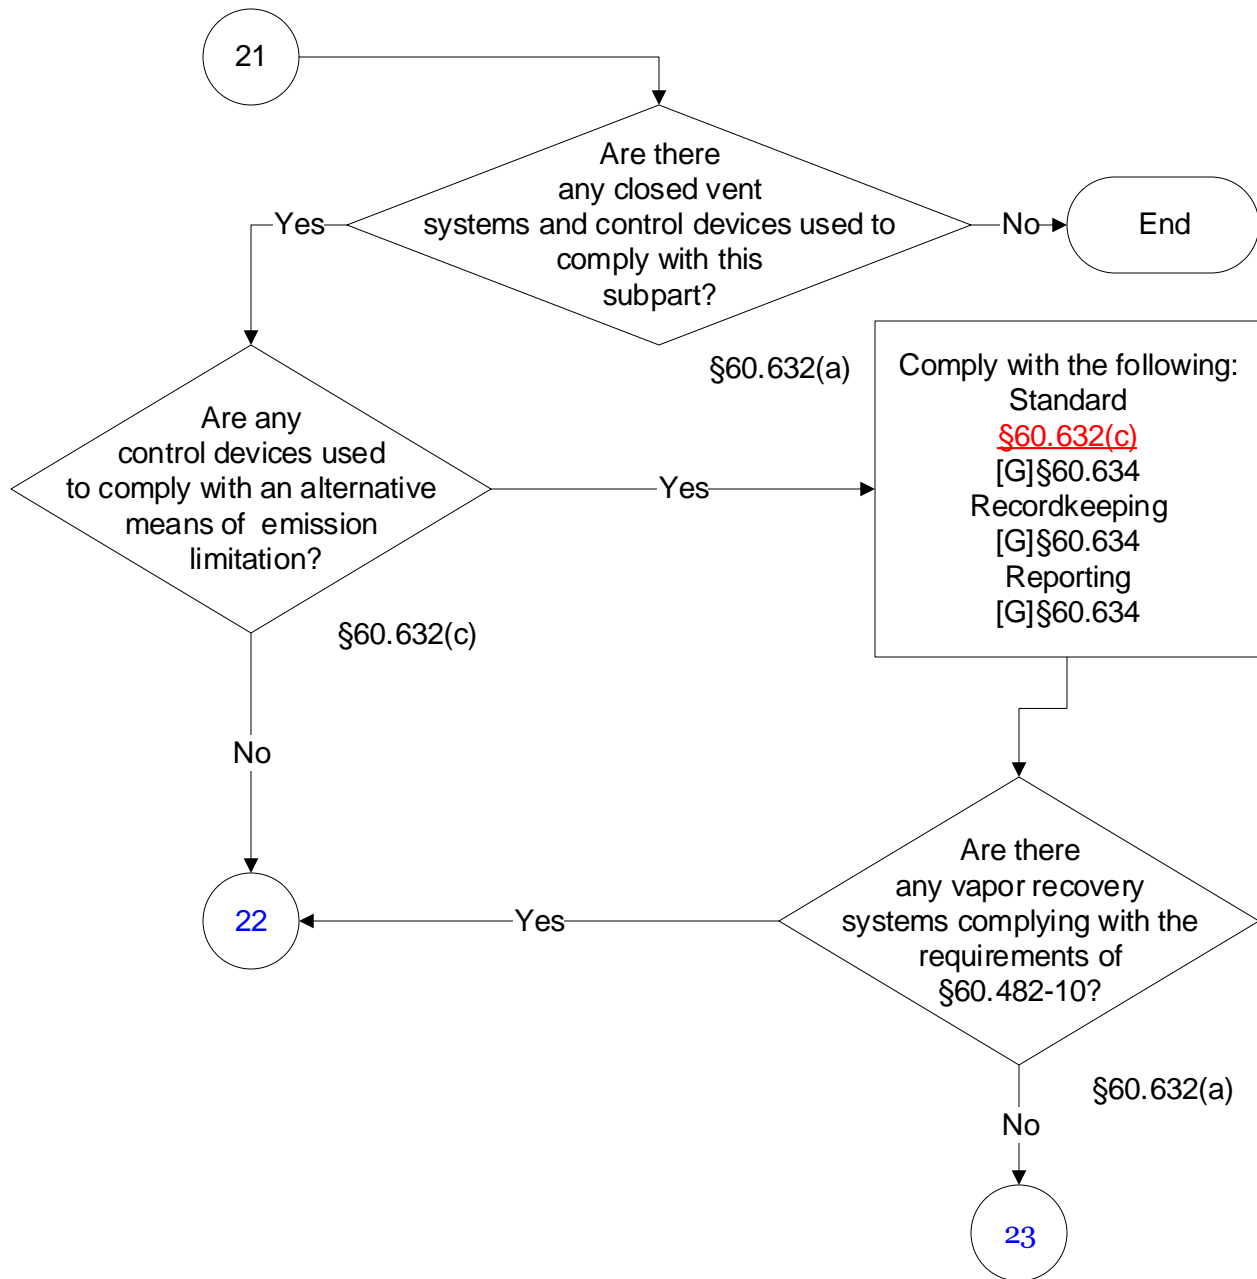 21
Are there
any closed vent
systems and control devices used to
comply with this
subpart?
Yes
No
End
§60.632(a)
Are any
control devices used
to comply with an alternative
means of  emission
limitation?
Yes
§60.632(c)
Comply with the following:
Standard
§60.632(c)
[G]§60.634
Recordkeeping
[G]§60.634
Reporting
[G]§60.634
No
Are there
any vapor recovery
systems complying with the
requirements of
§60.482-10?
Yes
22
§60.632(a)
No
23